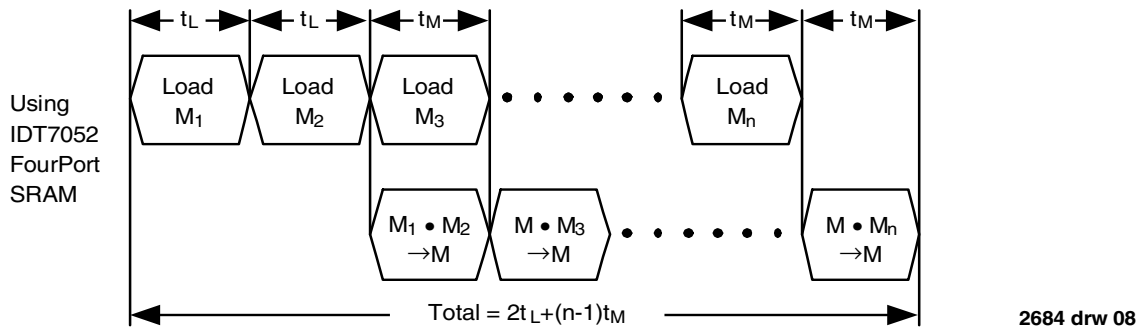 tL tL tM tM tM
Load
M1
Load
M2
Load
M3
Load
Mn
Using
IDT7052
FourPort
SRAM
M1 • M2
→M
M • M3
→M
M • Mn
→M
Total = 2tL+(n-1)tM
2684 drw 08